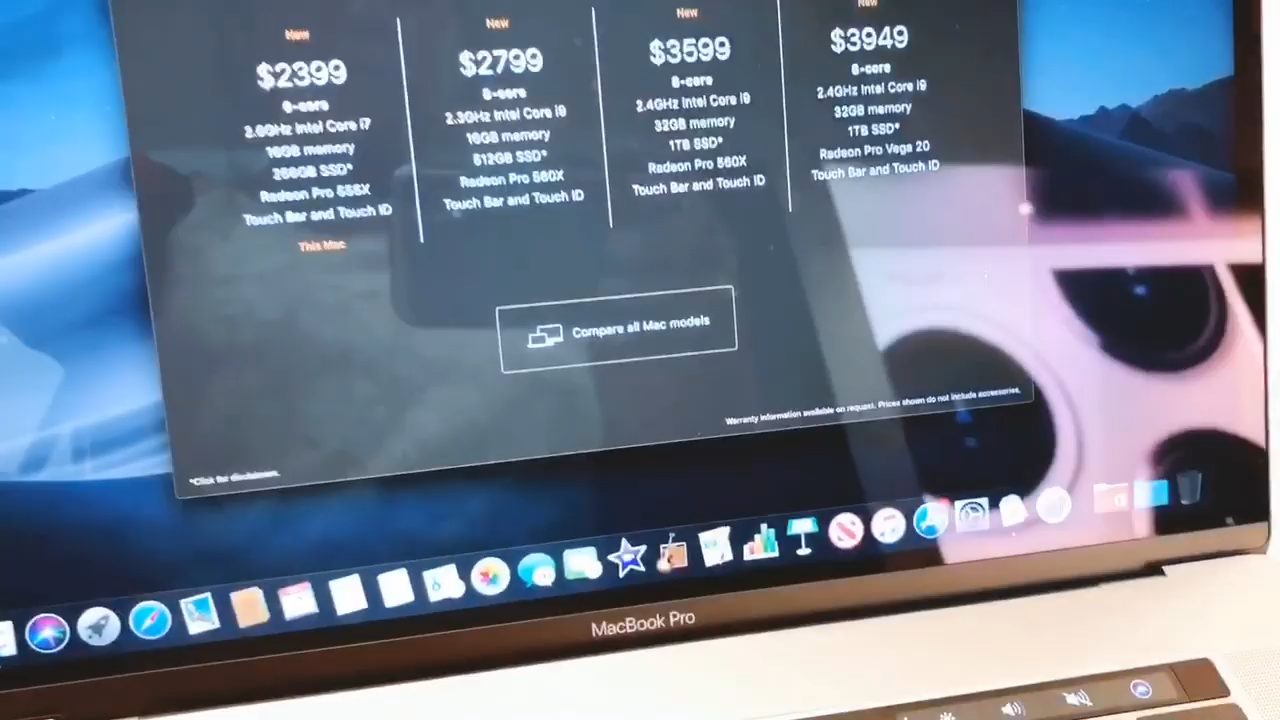 New
$2399
6-core
2.6GHz Intel Core i7
16GB memory
256GB SSD*
Radeon Pro 555X
Touch Bar and Touch ID
This Mac
New
$2799
8-core
2.3GHz Intel Core i9
16GB memory
512GB SSD*
Radeon Pro 560X
Touch Bar and Touch ID
New
$3599
8-core
2.4GHz Intel Core i9
32GB memory
1TB SSD*
Radeon Pro 560X
Touch Bar and Touch ID
New
$3949
8-core
2.4GHz Intel Core i9
32GB memory
1TB SSD*
Radeon Pro Vega 20
Touch Bar and Touch ID
Compare all Mac models
Warranty information available on request. Prices shown do not include accessories.
*Click for disclaimers.
MacBook Pro